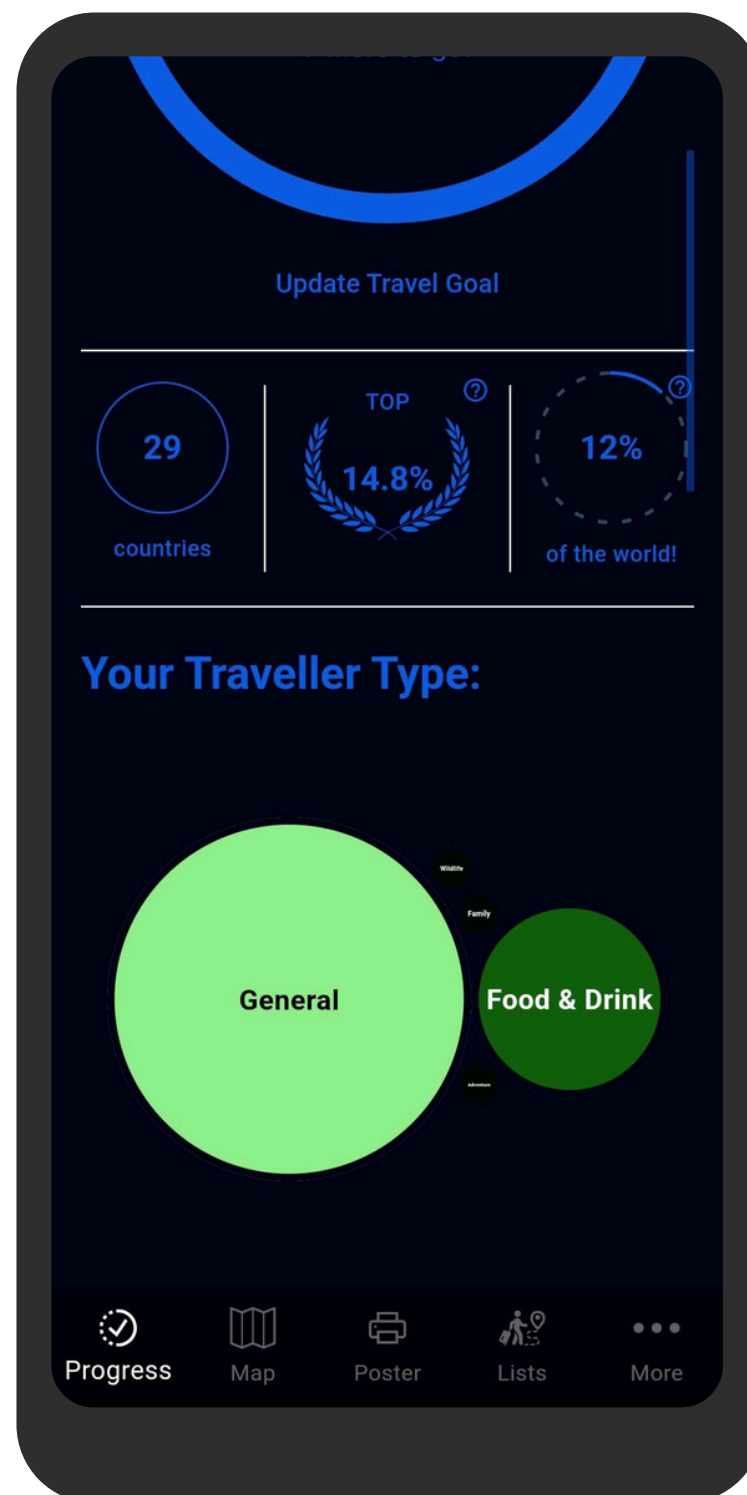 Update Travel Goal
29
countries
TOP
?
14.8%
?
12%
of the world!
Your Traveller Type:
Wildlife
Family
General
Food & Drink
Adventure
Progress
Map
Poster
Lists
More